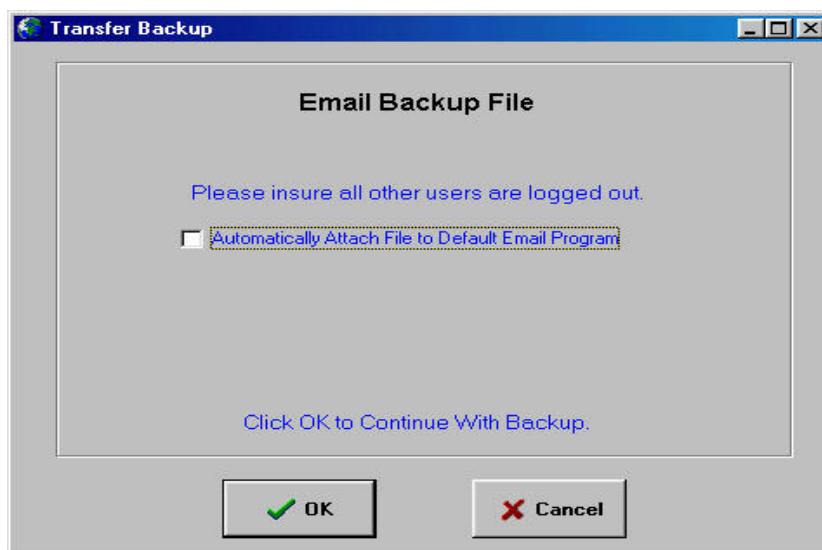 Transfer Backup
Email Backup File
Please insure all other users are logged out.
Automatically Attach File to Default Email Program
Click OK to Continue With Backup.
OK
Cancel